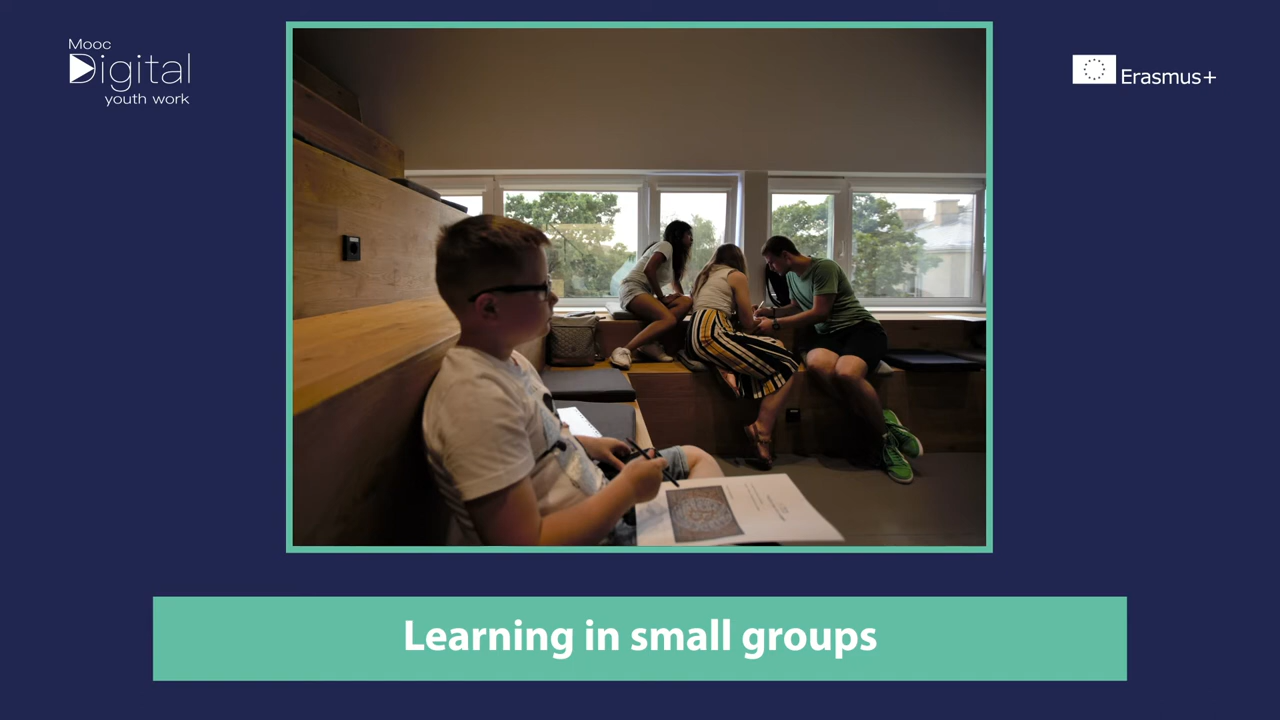 Mooc
Digital
youth work
Erasmus+
Learning in small groups